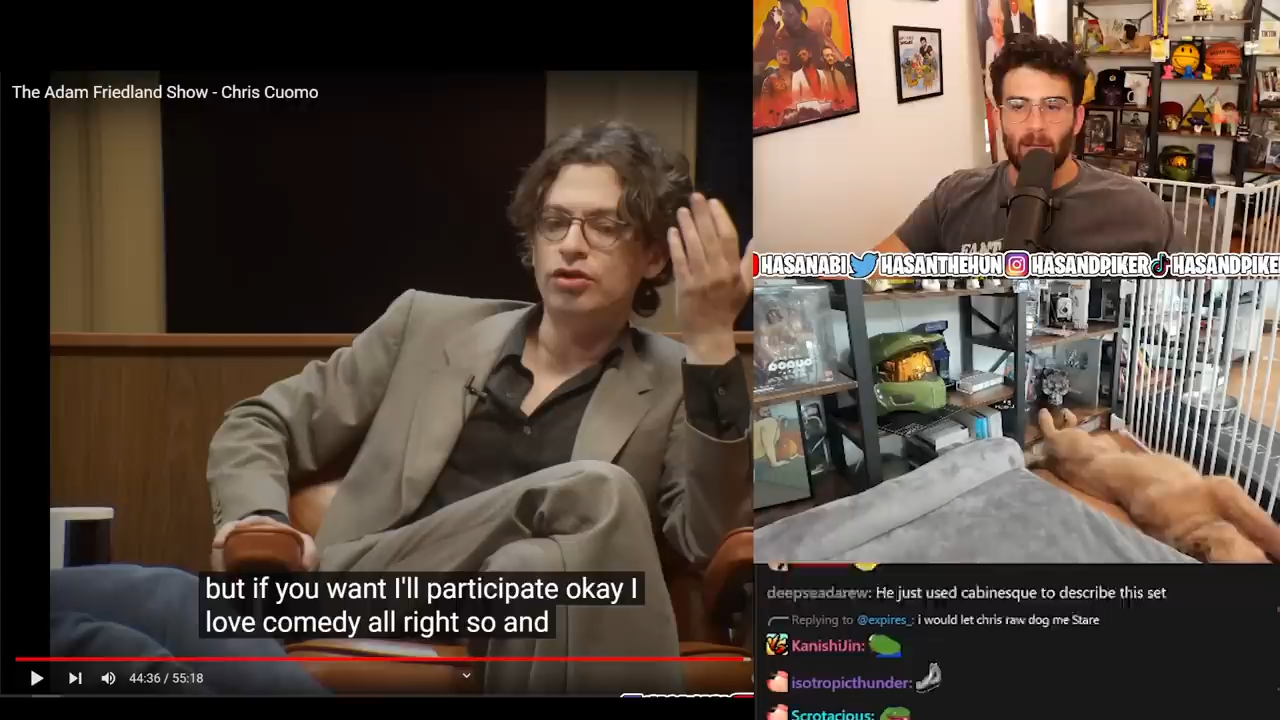 The Adam Friedland Show - Chris Cuomo
but if you want I'll participate okay I
love comedy all right so and
44:36 / 55:18
HASANABI HASANTHEHUN HASANDPIKER HASANDPIKE
deepseadarew: He just used cabinesque to describe this set
Replying to @expires_: i would let chris raw dog me Stare
KanishiJin:
isotropicthunder:
Scrotacious: